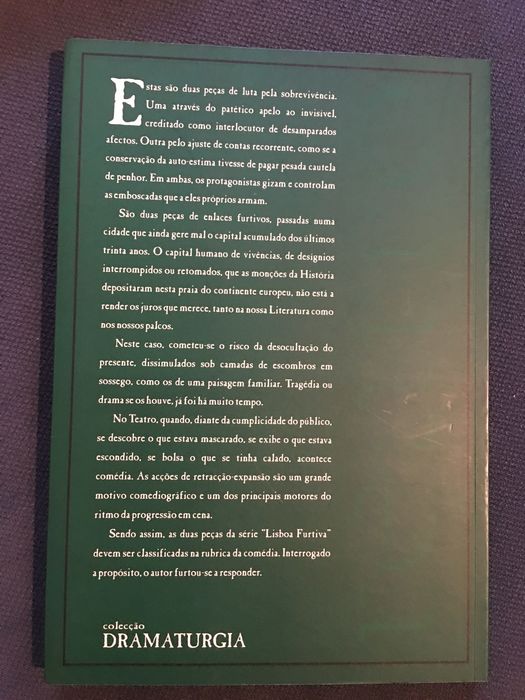 Estas são duas peças de luta pela sobrevivência.
Uma através do patético apelo ao invisível,
creditado como interlocutor de desamparados
afectos. Outra pelo ajuste de contas recorrente, como se a
conservação da auto-estima tivesse de pagar pesada cautela
de penhor. Em ambas, os protagonistas gizam e controlam
as emboscadas que a eles próprios armam.
São duas peças de enlaces furtivos, passadas numa
cidade que ainda gere mal o capital acumulado dos últimos
trinta anos. O capital humano de vivências, de desígnios
interrompidos ou retomados, que as monções da História
depositaram nesta praia do continente europeu, não está a
render os juros que merece, tanto na nossa Literatura como
nos nossos palcos.
Neste caso, cometeu-se o risco da desocultação do
presente, dissimulados sob camadas de escombros em
sossego, como os de uma paisagem familiar. Tragédia ou
drama se os houve, já foi há muito tempo.
No Teatro, quando, diante da cumplicidade do público,
se descobre o que estava mascarado, se exibe o que estava
escondido, se bolsa o que se tinha calado, acontece
comédia. As acções de retracção-expansão são um grande
motivo comediográfico e um dos principais motores do
ritmo da progressão em cena.
Sendo assim, as duas peças da série "Lisboa Furtiva"
devem ser classificadas na rubrica da comédia. Interrogado
a propósito, o autor furtou-se a responder.
colecção
DRAMATURGIA